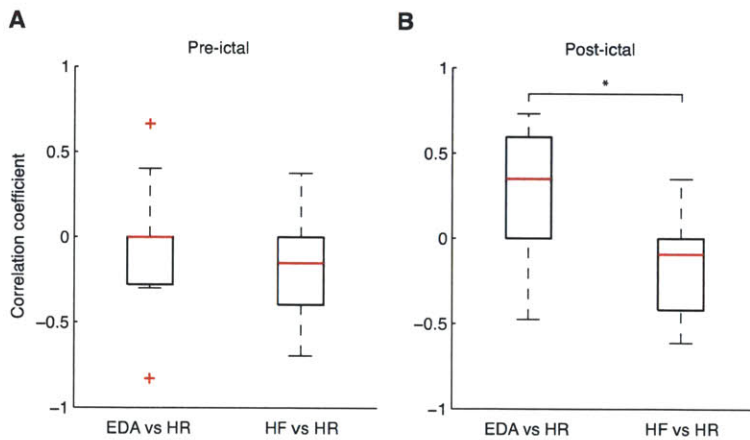 A
Pre-ictal
Correlation coefficient
1
0.5
0
−0.5
−1
EDA vs HR
HF vs HR
B
Post-ictal
*
1
0.5
0
−0.5
−1
EDA vs HR
HF vs HR